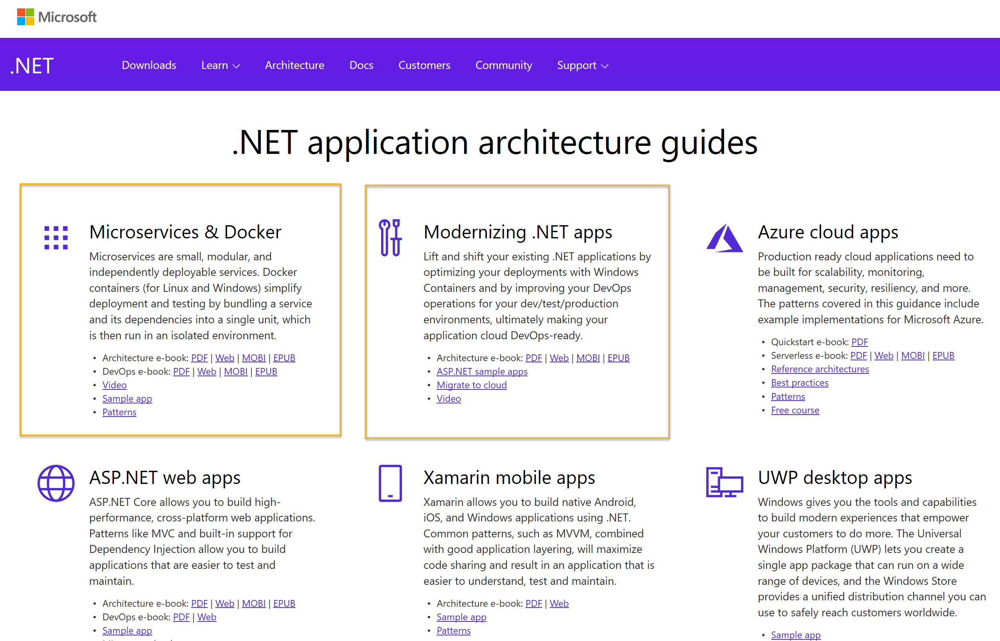 Microsoft
.NET
Downloads
Learn
Architecture
Docs
Customers
Community
Support
.NET application architecture guides
Microservices & Docker
Microservices are small, modular, and
independently deployable services. Docker
containers (for Linux and Windows) simplify
deployment and testing by bundling a service
and its dependencies into a single unit, which
is then run in an isolated environment.
• Architecture e-book: PDF | Web | MOBI | EPUB
• DevOps e-book: PDF | Web | MOBI | EPUB
• Video
• Sample app
• Patterns
Modernizing .NET apps
Lift and shift your existing .NET applications by
optimizing your deployments with Windows
Containers and by improving your DevOps
operations for your dev/test/production
environments, ultimately making your
application cloud DevOps-ready.
• Architecture e-book: PDF | Web | MOBI | EPUB
• ASP.NET sample apps
• Migrate to cloud
• Video
Azure cloud apps
Production ready cloud applications need to
be built for scalability, monitoring,
management, security, resiliency, and more.
The patterns covered in this guidance include
example implementations for Microsoft Azure.
• Quickstart e-book: PDF
• Serverless e-book: PDF | Web | MOBI | EPUB
• Reference architectures
• Best practices
• Patterns
• Free course
ASP.NET web apps
ASP.NET Core allows you to build high-
performance, cross-platform web applications.
Patterns like MVC and built-in support for
Dependency Injection allow you to build
applications that are easier to test and
maintain.
• Architecture e-book: PDF | Web | MOBI | EPUB
• DevOps e-book: PDF | Web
• Sample app
Xamarin mobile apps
Xamarin allows you to build native Android,
iOS, and Windows applications using .NET.
Common patterns, such as MVVM, combined
with good application layering, will maximize
code sharing and result in an application that is
easier to understand, test and maintain.
• Architecture e-book: PDF | Web
• Sample app
• Patterns
UWP desktop apps
Windows gives you the tools and capabilities
to build modern experiences that empower
your customers to do more. The Universal
Windows Platform (UWP) lets you create a
single app package that can run on a wide
range of devices, and the Windows Store
provides a unified distribution channel you can
use to safely reach customers worldwide.
• Sample app